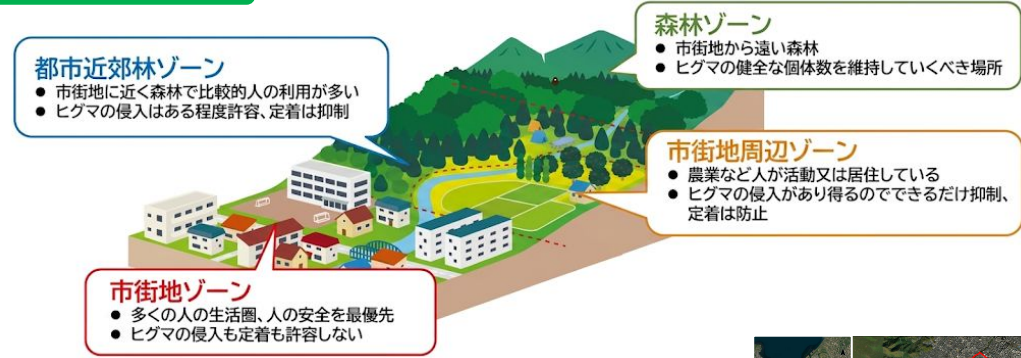 森林ゾーン
● 市街地から遠い森林
● ヒグマの健全な個体数を維持していくべき場所
都市近郊林ゾーン
● 市街地に近く森林で比較的人の利用が多い
● ヒグマの侵入はある程度許容、定着は抑制
市街地周辺ゾーン
● 農業など人が活動又は居住している
● ヒグマの侵入があり得るのでできるだけ抑制、
定着は防止
市街地ゾーン
● 多くの人の生活圏、人の安全を最優先
● ヒグマの侵入も定着も許容しない